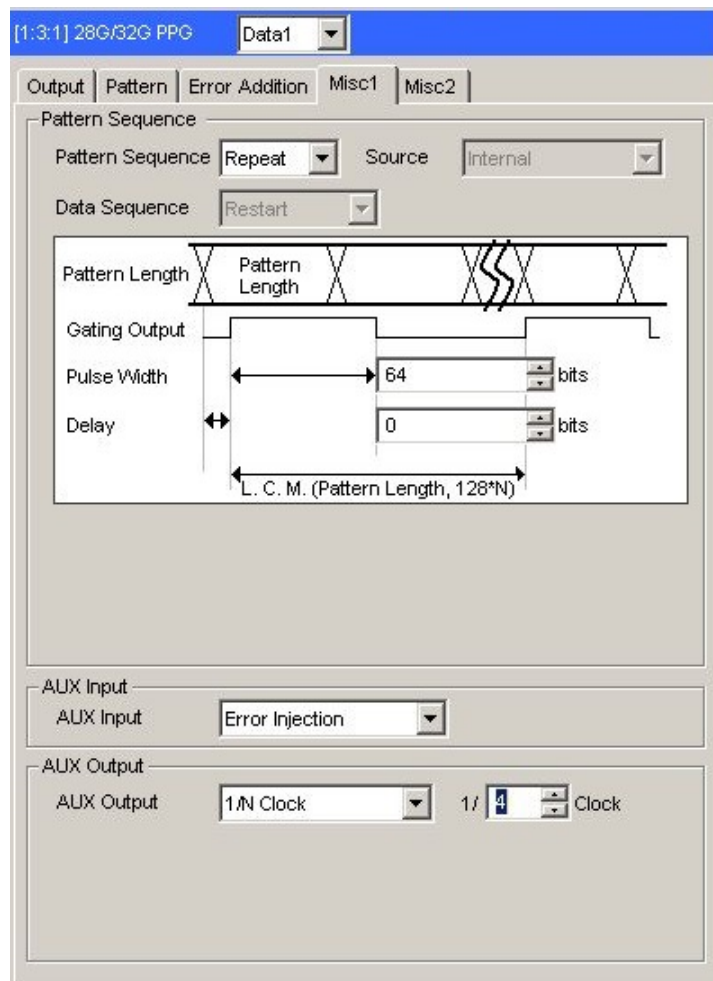 [1:3:1] 28G/32G PPG Data1
Output Pattern Error Addition Misc1 Misc2
Pattern Sequence
Pattern Sequence Repeat Source Internal
Data Sequence Restart
Pattern Length Pattern Length
Gating Output
Pulse Width 64 bits
Delay 0 bits
L. C. M. (Pattern Length, 128*N)
AUX Input
AUX Input Error Injection
AUX Output
AUX Output 1/N Clock 1/ 4 Clock